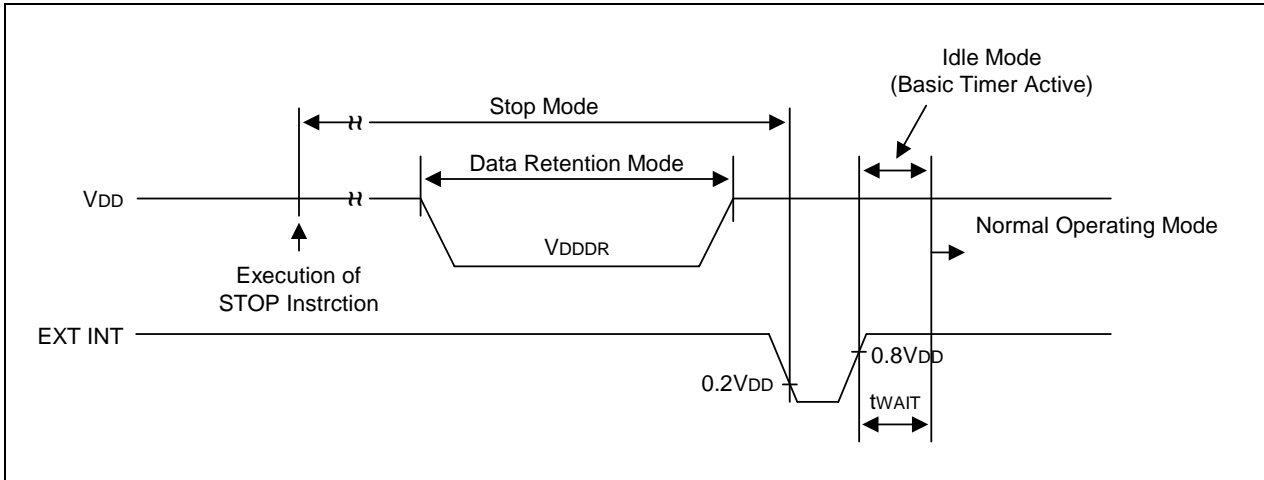 Idle Mode
(Basic Timer Active)
Stop Mode
Data Retention Mode
VDD
Normal Operating Mode
VDDDR
Execution of
STOP Instrction
EXT INT
0.8VDD
0.2VDD
tWAIT